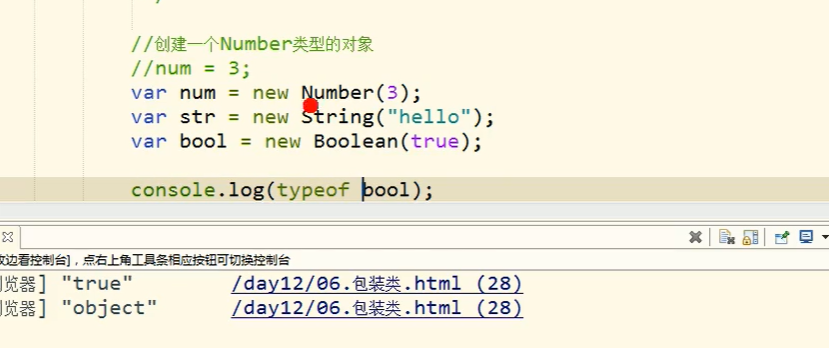 //创建一个Number类型的对象
//num = 3;
var num = new Number(3);
var str = new String("hello");
var bool = new Boolean(true);
console.log(typeof bool);
边看控制台]，点右上角工具条相应按钮可切换控制台
浏览器] "true" /day12/06.包装类.html (28)
浏览器] "object" /day12/06.包装类.html (28)